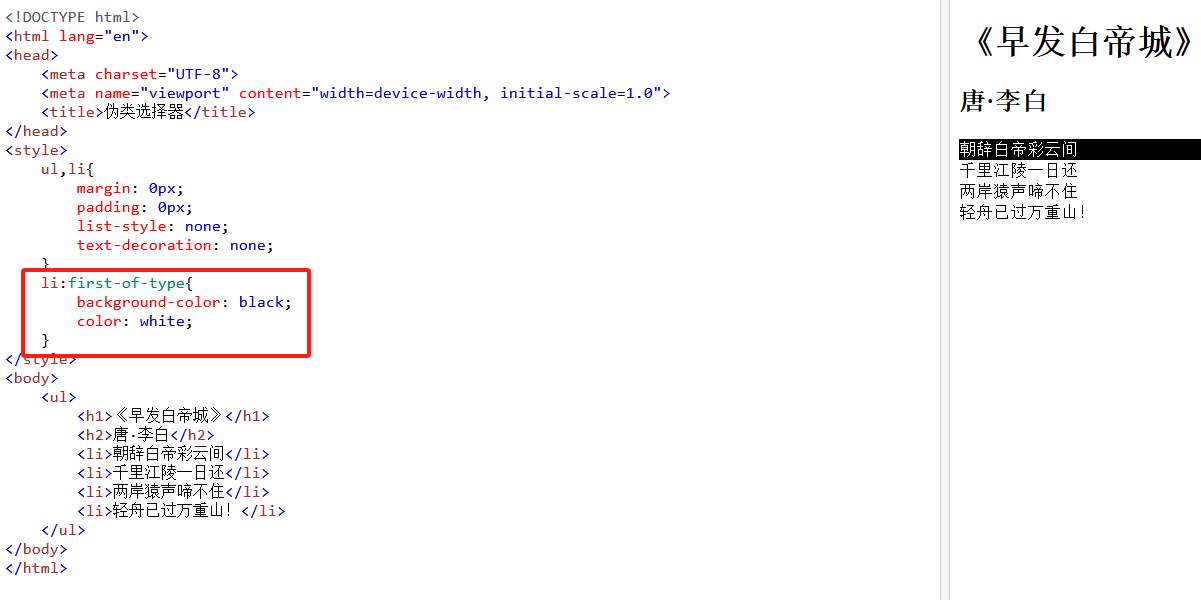 <!DOCTYPE html>
<html lang="en">
<head>
    <meta charset="UTF-8">
    <meta name="viewport" content="width=device-width, initial-scale=1.0">
    <title>伪类选择器</title>
</head>
<style>
    ul,li{
        margin: 0px;
        padding: 0px;
        list-style: none;
        text-decoration: none;
    }
    li:first-of-type{
        background-color: black;
        color: white;
    }
</style>
<body>
    <ul>
        <h1>《早发白帝城》</h1>
        <h2>唐·李白</h2>
        <li>朝辞白帝彩云间</li>
        <li>千里江陵一日还</li>
        <li>两岸猿声啼不住</li>
        <li>轻舟已过万重山！</li>
    </ul>
</body>
</html>
《早发白帝城》
唐·李白
朝辞白帝彩云间
千里江陵一日还
两岸猿声啼不住
轻舟已过万重山！